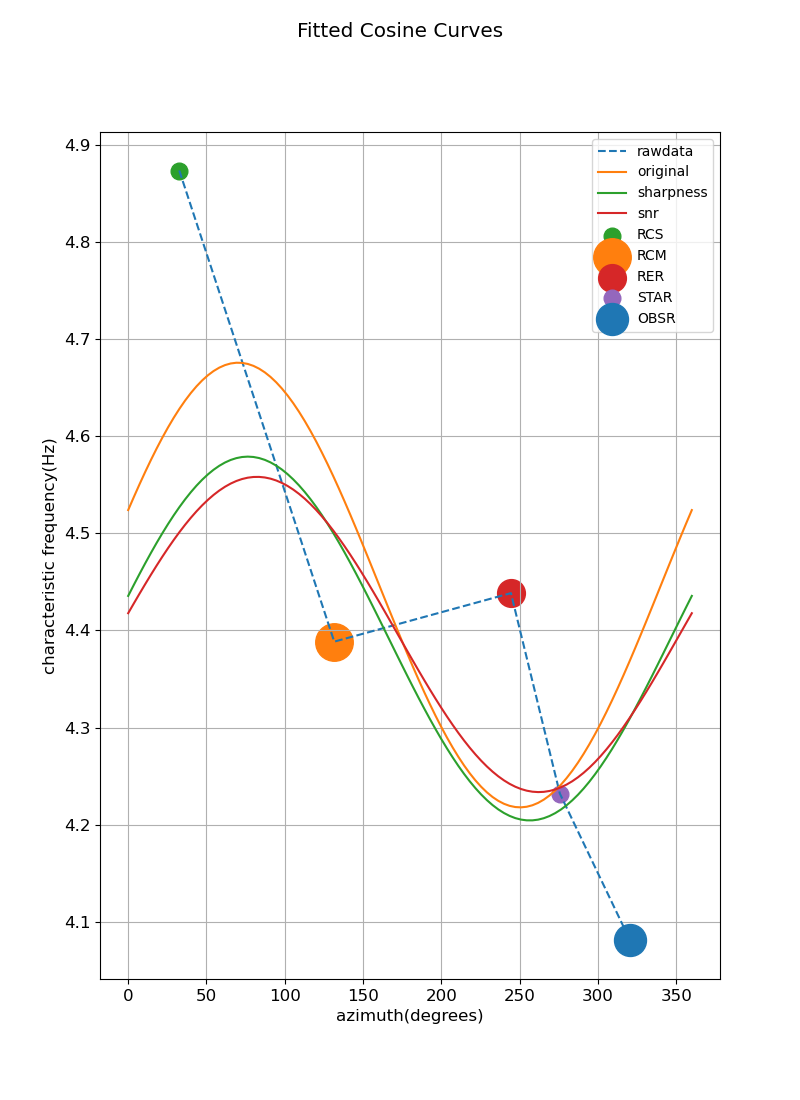 Fitted Cosine Curves
4.9
4.8
4.7
4.6
4.5
4.4
4.3
4.2
4.1
characteristic frequency(Hz)
rawdata
original
sharpness
snr
RCS
RCM
RER
STAR
OBSR
0 50 100 150 200 250 300 350
azimuth(degrees)